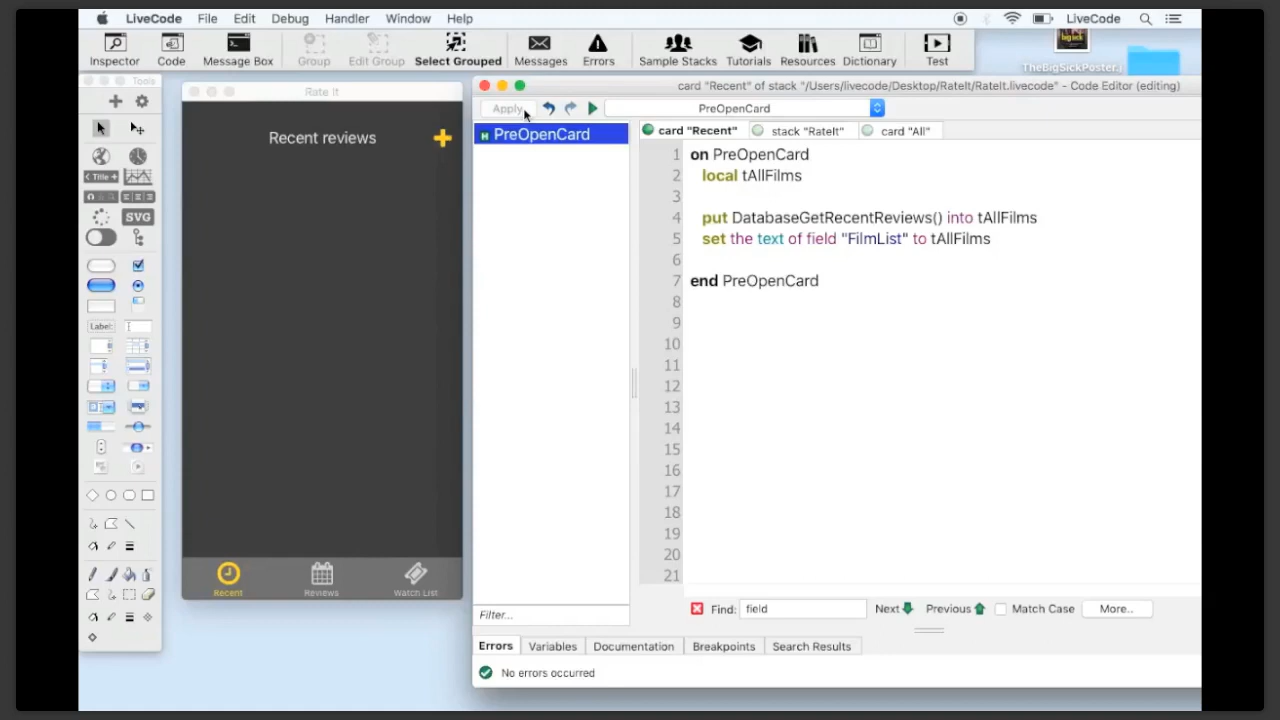 LiveCode File Edit Debug Handler Window Help LiveCode
Inspector Code Message Box Group Edit Group Select Grouped Messages Errors Sample Stacks Tutorials Resources Dictionary Test
TheBigSickPoster.j
Tools
Rate It
card "Recent" of stack "/Users/livecode/Desktop/RateIt/RateIt.livecode" - Code Editor (editing)
Apply PreOpenCard
PreOpenCard
card "Recent" stack "RateIt" card "All"
Recent reviews
< Title +
SVG
Label:
1 on PreOpenCard
2 local tAllFilms
3
4 put DatabaseGetRecentReviews() into tAllFilms
5 set the text of field "FilmList" to tAllFilms
6
7 end PreOpenCard
8
9
10
11
12
13
14
15
16
17
18
19
20
21
Recent Reviews Watch List
Filter...
Find: field Next Previous Match Case More..
Errors Variables Documentation Breakpoints Search Results
No errors occurred